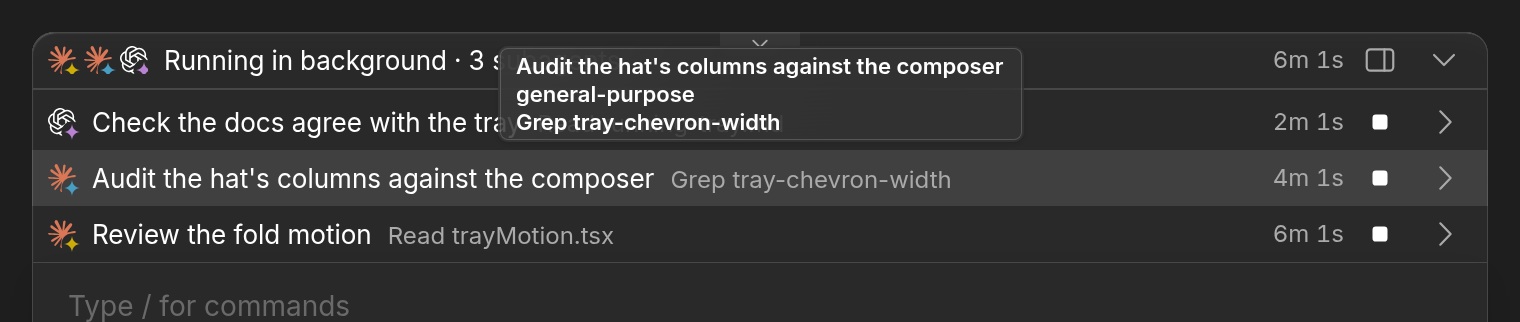 Running in background · 3 s
6m 1s
Audit the hat's columns against the composer
general-purpose
Grep tray-chevron-width
Check the docs agree with the tray
2m 1s
Audit the hat's columns against the composer Grep tray-chevron-width
4m 1s
Review the fold motion Read trayMotion.tsx
6m 1s
Type / for commands